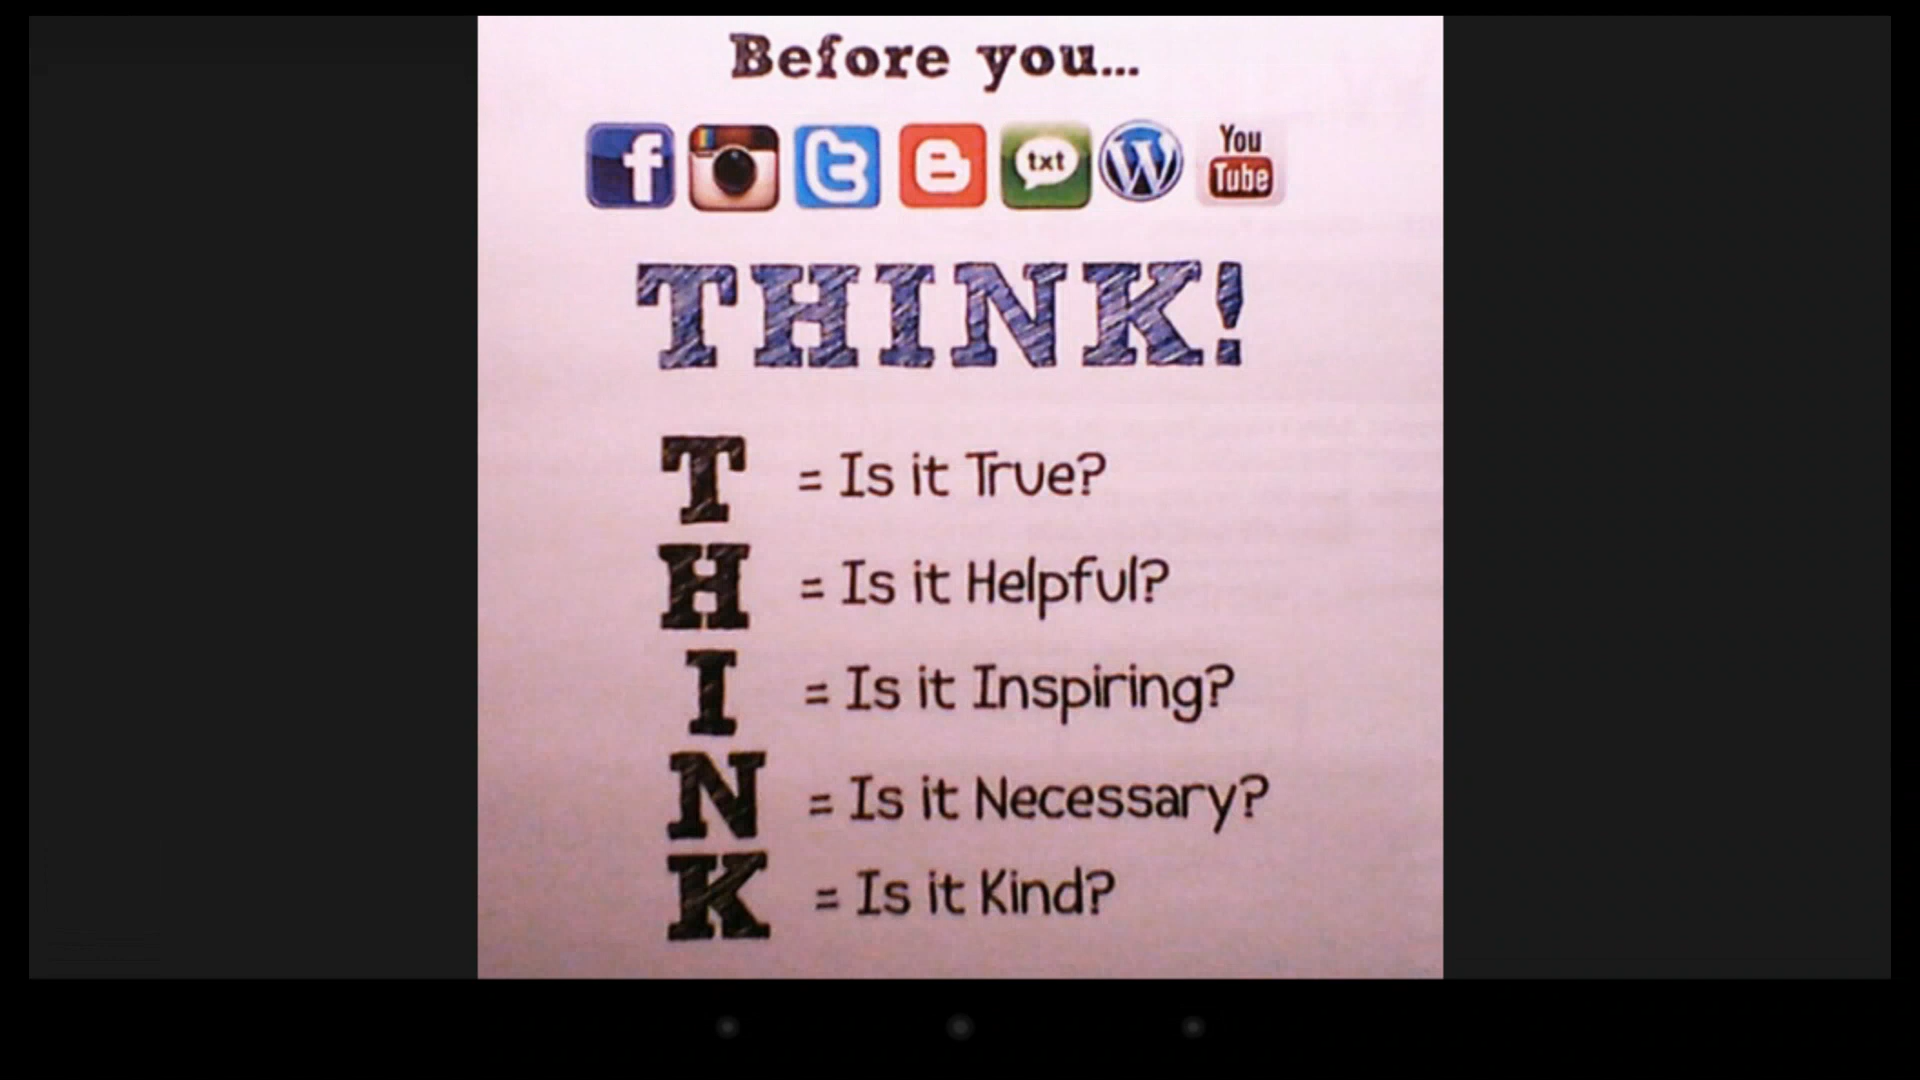 Before you...
f t B txt W You Tube
THINK!
T = Is it True?
H = Is it Helpful?
I = Is it Inspiring?
N = Is it Necessary?
K = Is it Kind?